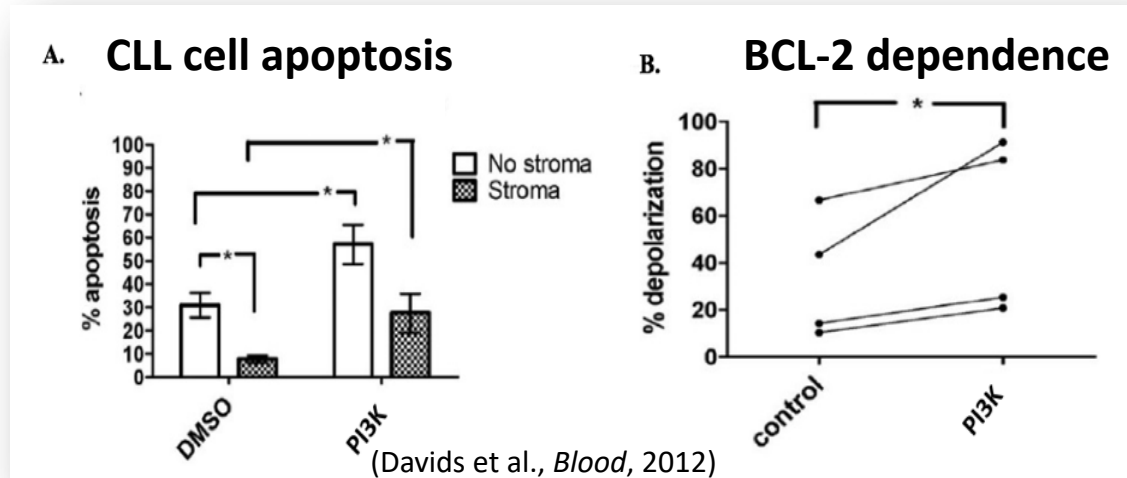 A. CLL cell apoptosis
% apoptosis
100
90
80
70
60
50
40
30
20
10
0
*
*
*
No stroma
Stroma
DMSO
PI3K
B. BCL-2 dependence
% depolarization
100
80
60
40
20
0
*
control
PI3K
(Davids et al., Blood, 2012)